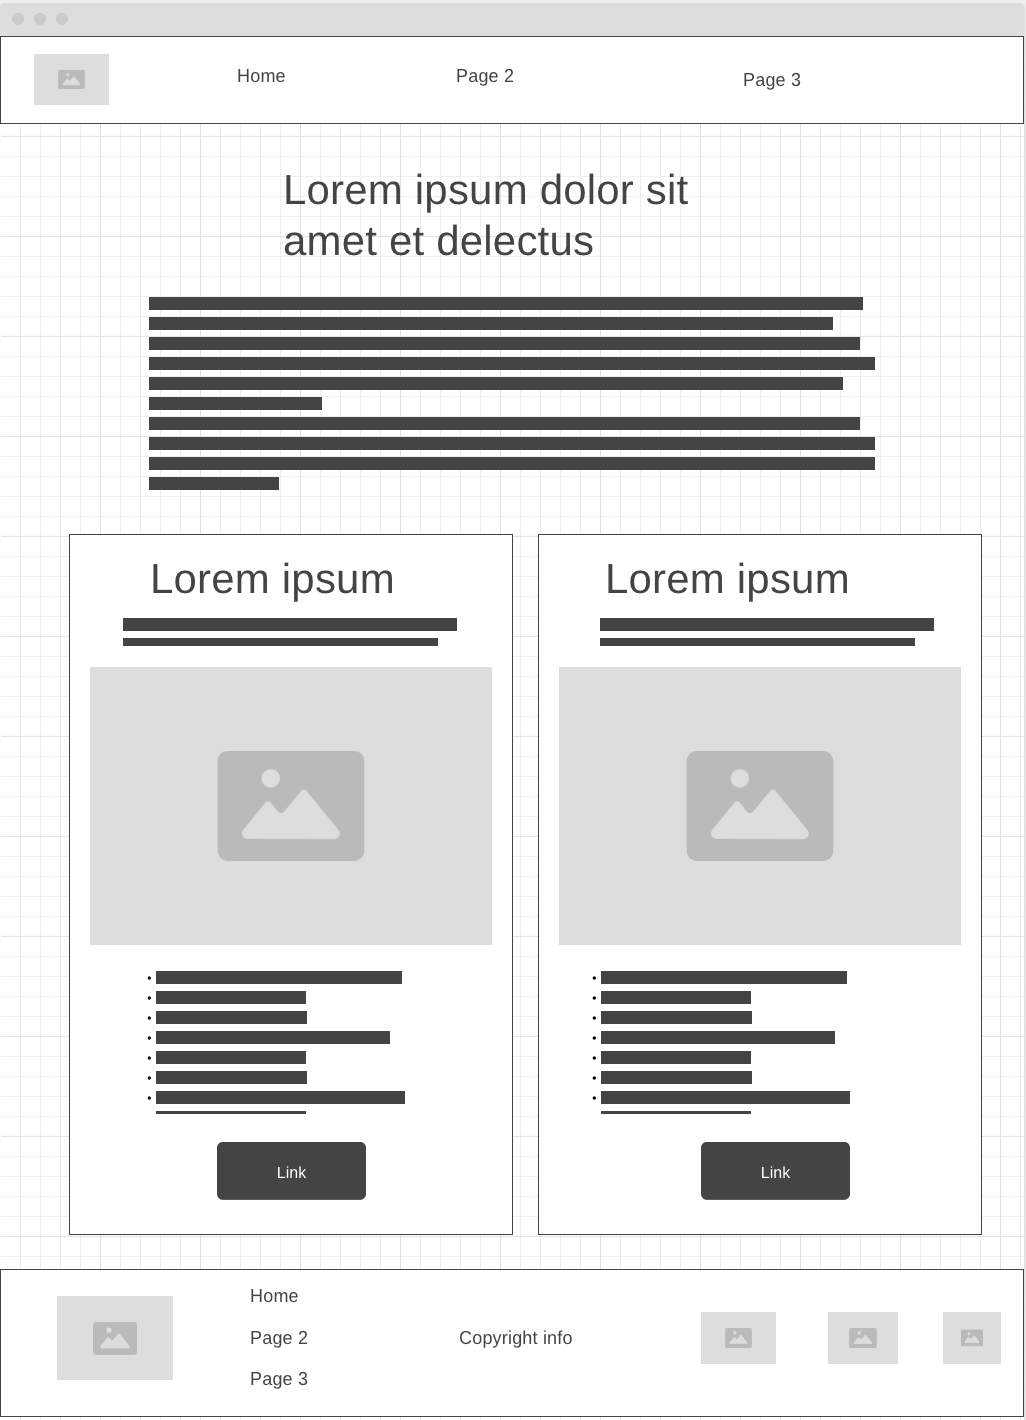 Home
Page 2
Page 3
Lorem ipsum dolor sit
amet et delectus
Lorem ipsum
Link
Lorem ipsum
Link
Home
Page 2
Page 3
Copyright info